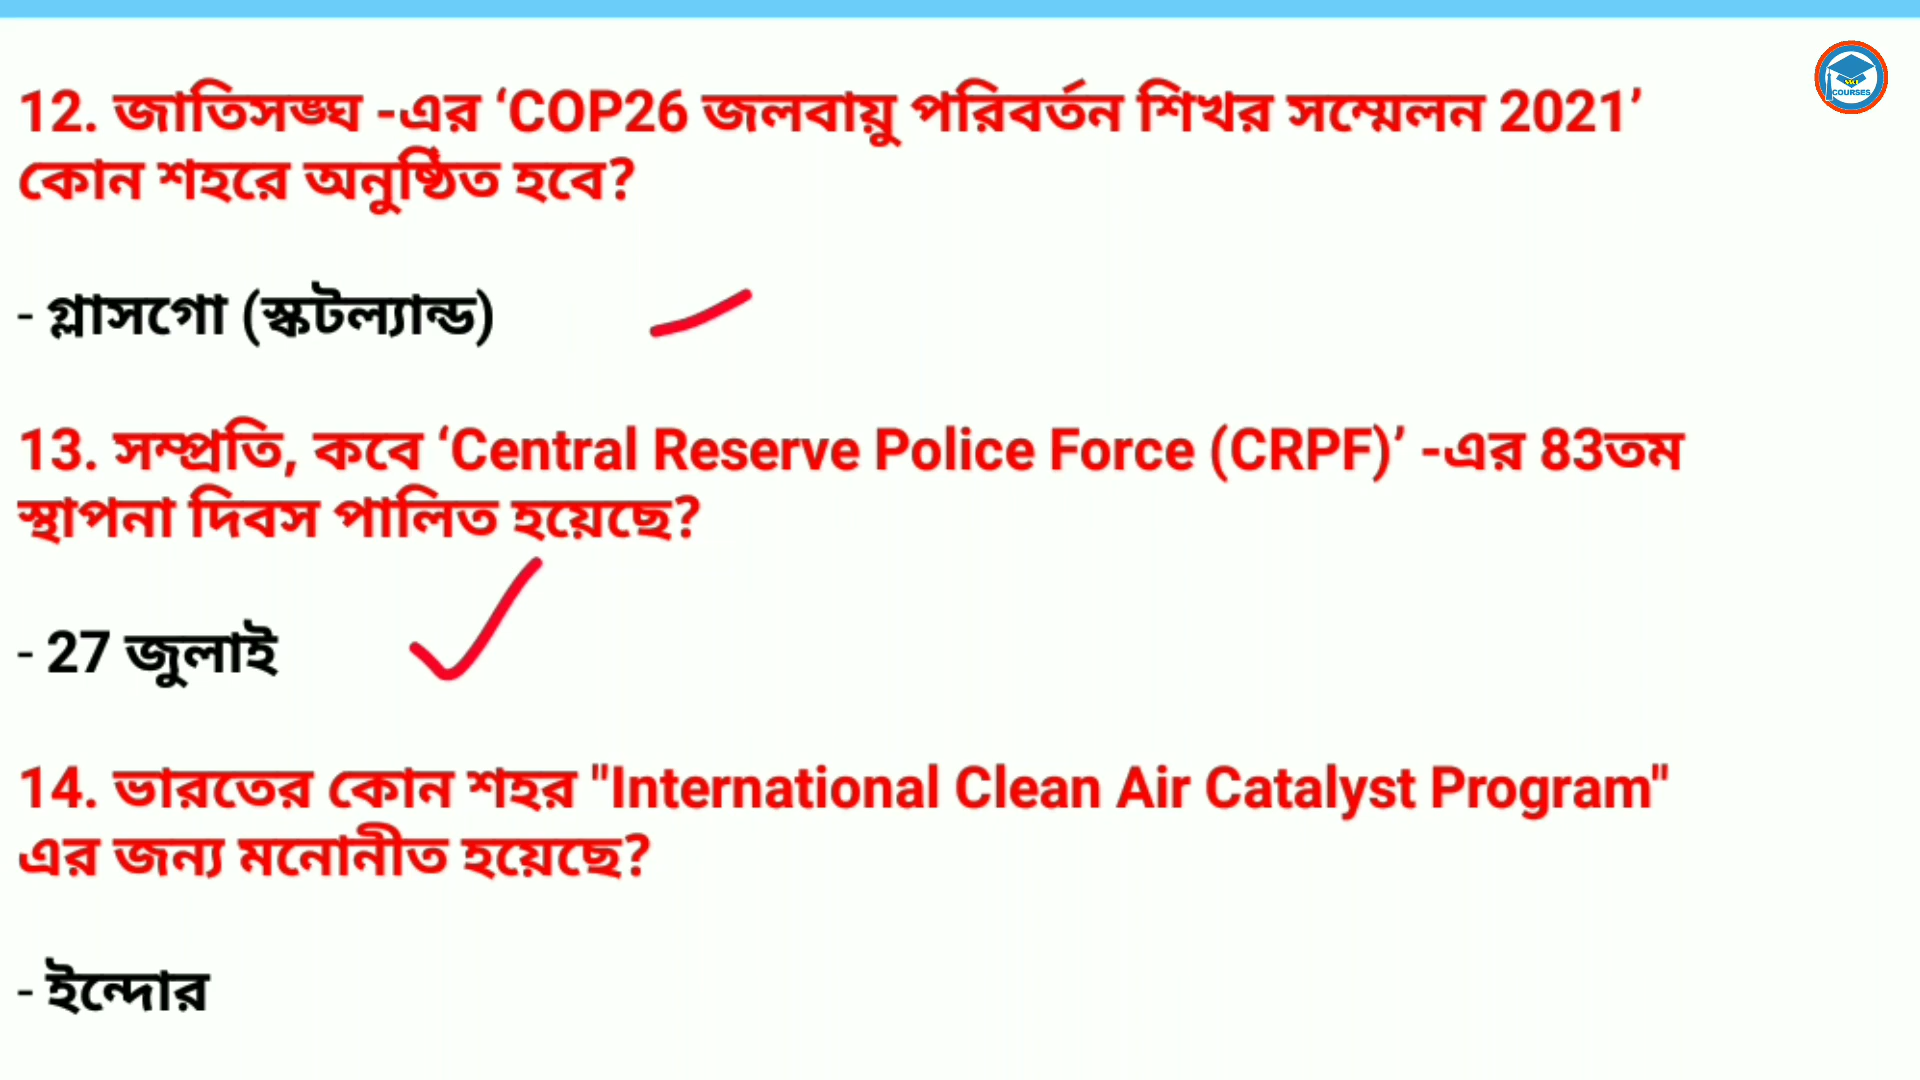 12. জাতিসঙ্ঘ -এর ‘COP26 জলবায়ু পরিবর্তন শিখর সম্মেলন 2021’
কোন শহরে অনুষ্ঠিত হবে?
- গ্লাসগো (স্কটল্যান্ড)
13. সম্প্রতি, কবে ‘Central Reserve Police Force (CRPF)’ -এর 83তম
স্থাপনা দিবস পালিত হয়েছে?
- 27 জুলাই
14. ভারতের কোন শহর "International Clean Air Catalyst Program"
এর জন্য মনোনীত হয়েছে?
- ইন্দোর
COURSES